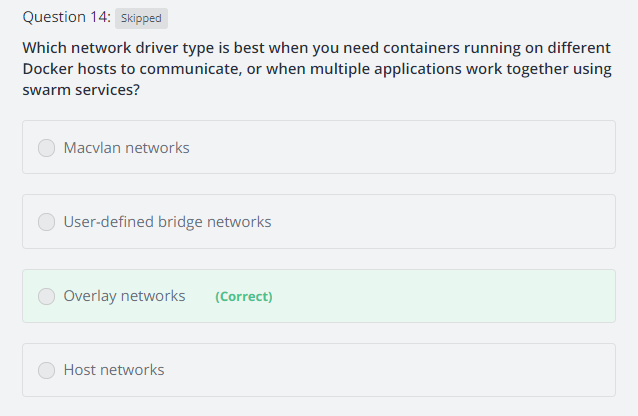 Question 14: Skipped
Which network driver type is best when you need containers running on different
Docker hosts to communicate, or when multiple applications work together using
swarm services?
Macvlan networks
User-defined bridge networks
Overlay networks (Correct)
Host networks